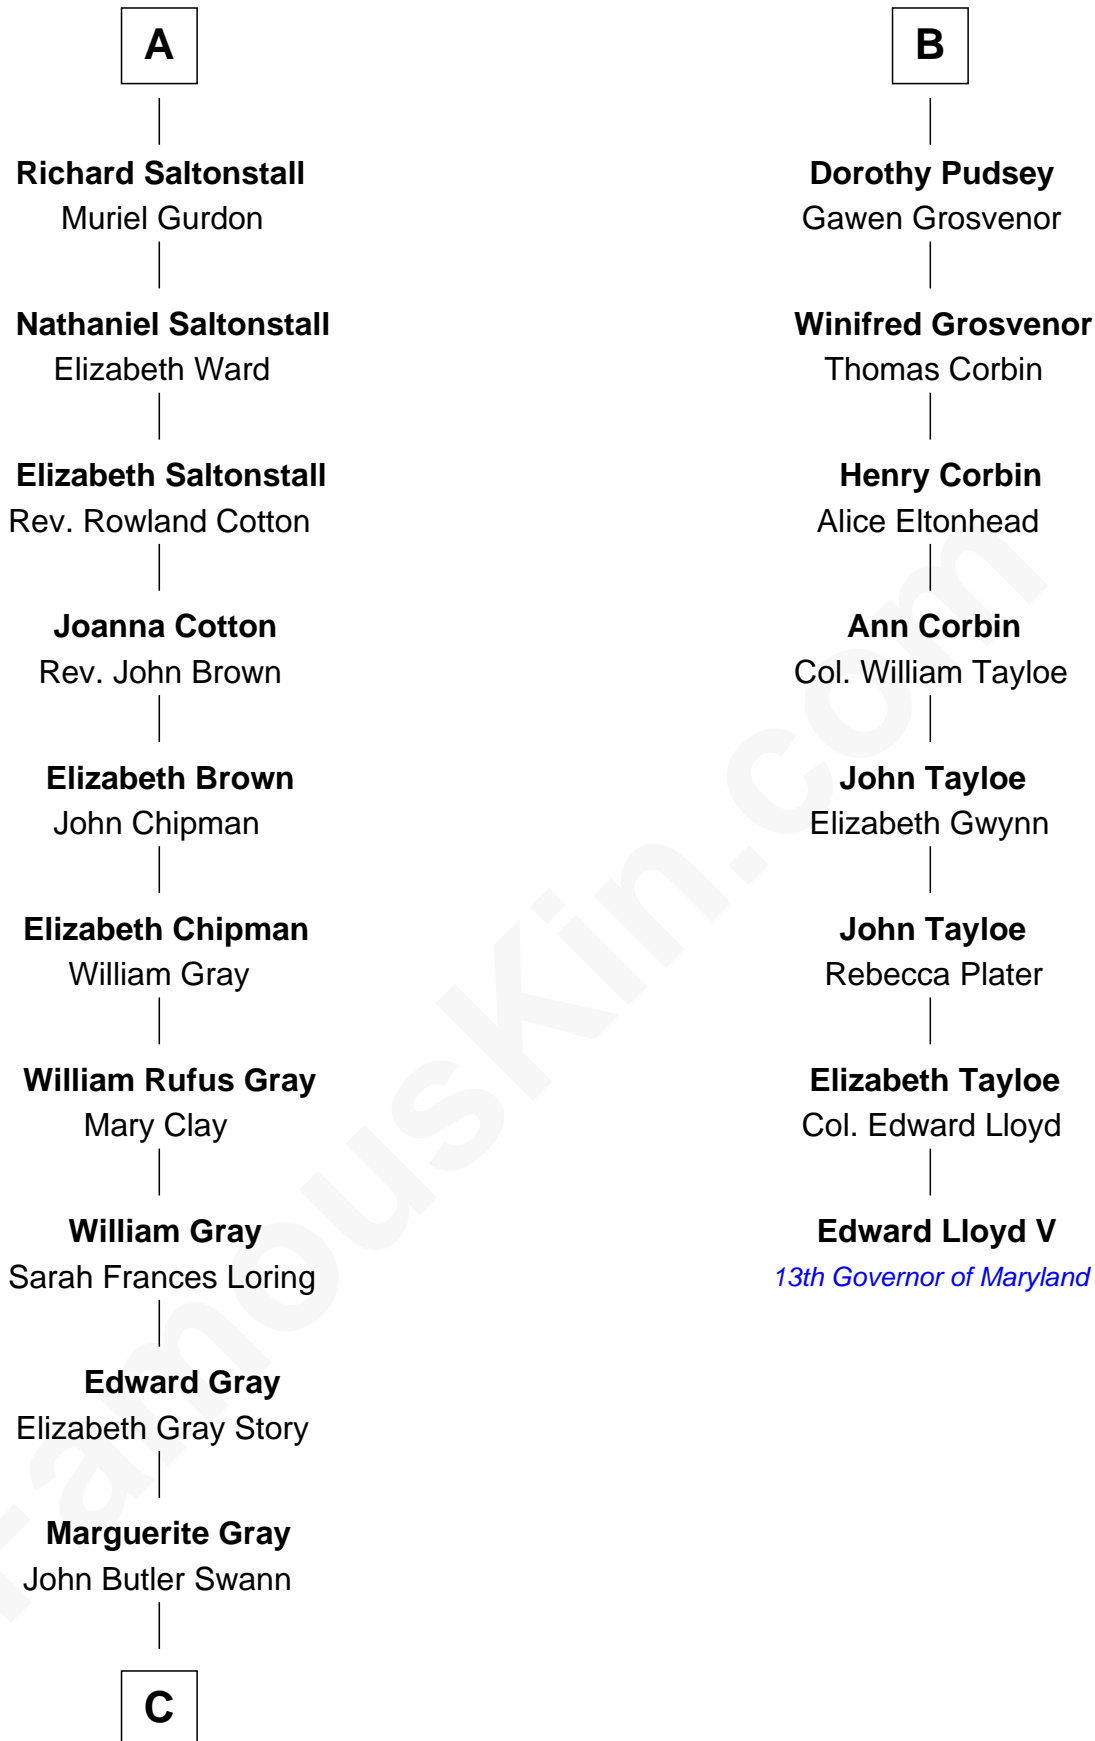 A
Richard Saltonstall
Muriel Gurdon
Nathaniel Saltonstall
Elizabeth Ward
Elizabeth Saltonstall
Rev. Rowland Cotton
Joanna Cotton
Rev. John Brown
Elizabeth Brown
John Chipman
Elizabeth Chipman
William Gray
William Rufus Gray
Mary Clay
William Gray
Sarah Frances Loring
Edward Gray
Elizabeth Gray Story
Marguerite Gray
John Butler Swann
C
B
Dorothy Pudsey
Gawen Grosvenor
Winifred Grosvenor
Thomas Corbin
Henry Corbin
Alice Eltonhead
Ann Corbin
Col. William Tayloe
John Tayloe
Elizabeth Gwynn
John Tayloe
Rebecca Plater
Elizabeth Tayloe
Col. Edward Lloyd
Edward Lloyd V
13th Governor of Maryland
FamousKin.com